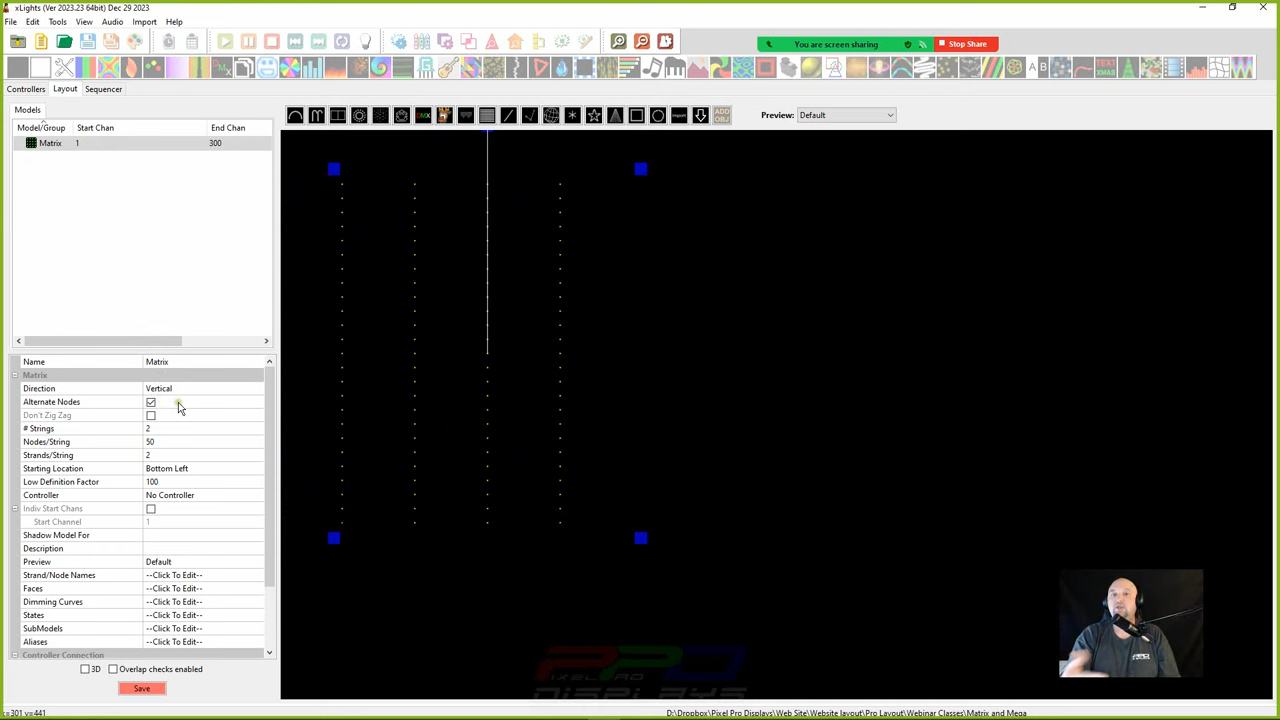 xLights (Ver 2023.23 64bit) Dec 29 2023
File Edit Tools View Audio Import Help
You are screen sharing
Stop Share
Controllers Layout Sequencer
Models
Preview: Default
Model/Group Start Chan End Chan
Matrix 1 300
Name Matrix
Matrix
Direction Vertical
Alternate Nodes
Don't Zig Zag
# Strings 2
Nodes/String 50
Strands/String 2
Starting Location Bottom Left
Low Definition Factor 100
Controller No Controller
Indiv Start Chans
Start Channel 1
Shadow Model For
Description
Preview Default
Strand/Node Names --Click To Edit--
Faces --Click To Edit--
Dimming Curves --Click To Edit--
States --Click To Edit--
SubModels --Click To Edit--
Aliases --Click To Edit--
Controller Connection
3D Overlap checks enabled
Save
PIXEL PRO
DISPLAYS
x=301 y=441
D:\Dropbox\Pixel Pro Displays\Web Site\Website layout\Pro Layout\Webinar Classes\Matrix and Mega